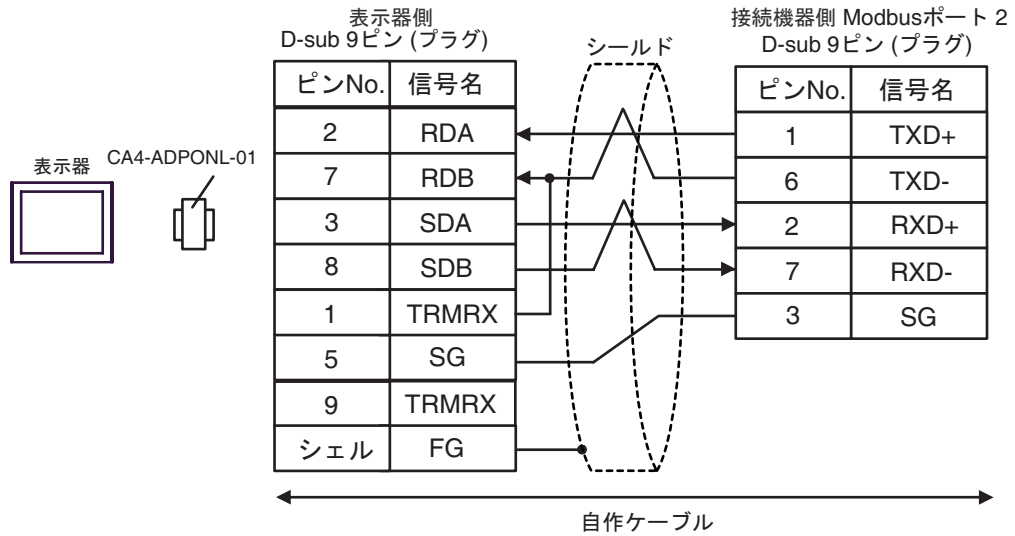 表示器側
D-sub 9ピン (プラグ)
接続機器側 Modbusポート 2
D-sub 9ピン (プラグ)
シールド
ピンNo. 信号名
2 RDA
7 RDB
3 SDA
8 SDB
1 TRMRX
5 SG
9 TRMRX
シェル FG
ピンNo. 信号名
1 TXD+
6 TXD-
2 RXD+
7 RXD-
3 SG
表示器
CA4-ADPONL-01
自作ケーブル